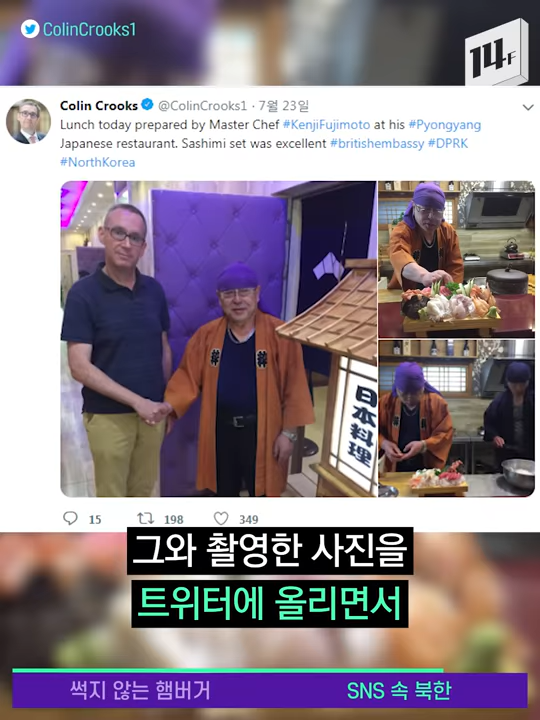 ColinCrooks1
14F
Colin Crooks @ColinCrooks1 · 7월 23일
Lunch today prepared by Master Chef #KenjiFujimoto at his #Pyongyang
Japanese restaurant. Sashimi set was excellent #britishembassy #DPRK
#NorthKorea
日本料理
15 198 349
그와 촬영한 사진을
트위터에 올리면서
썩지 않는 햄버거 SNS 속 북한